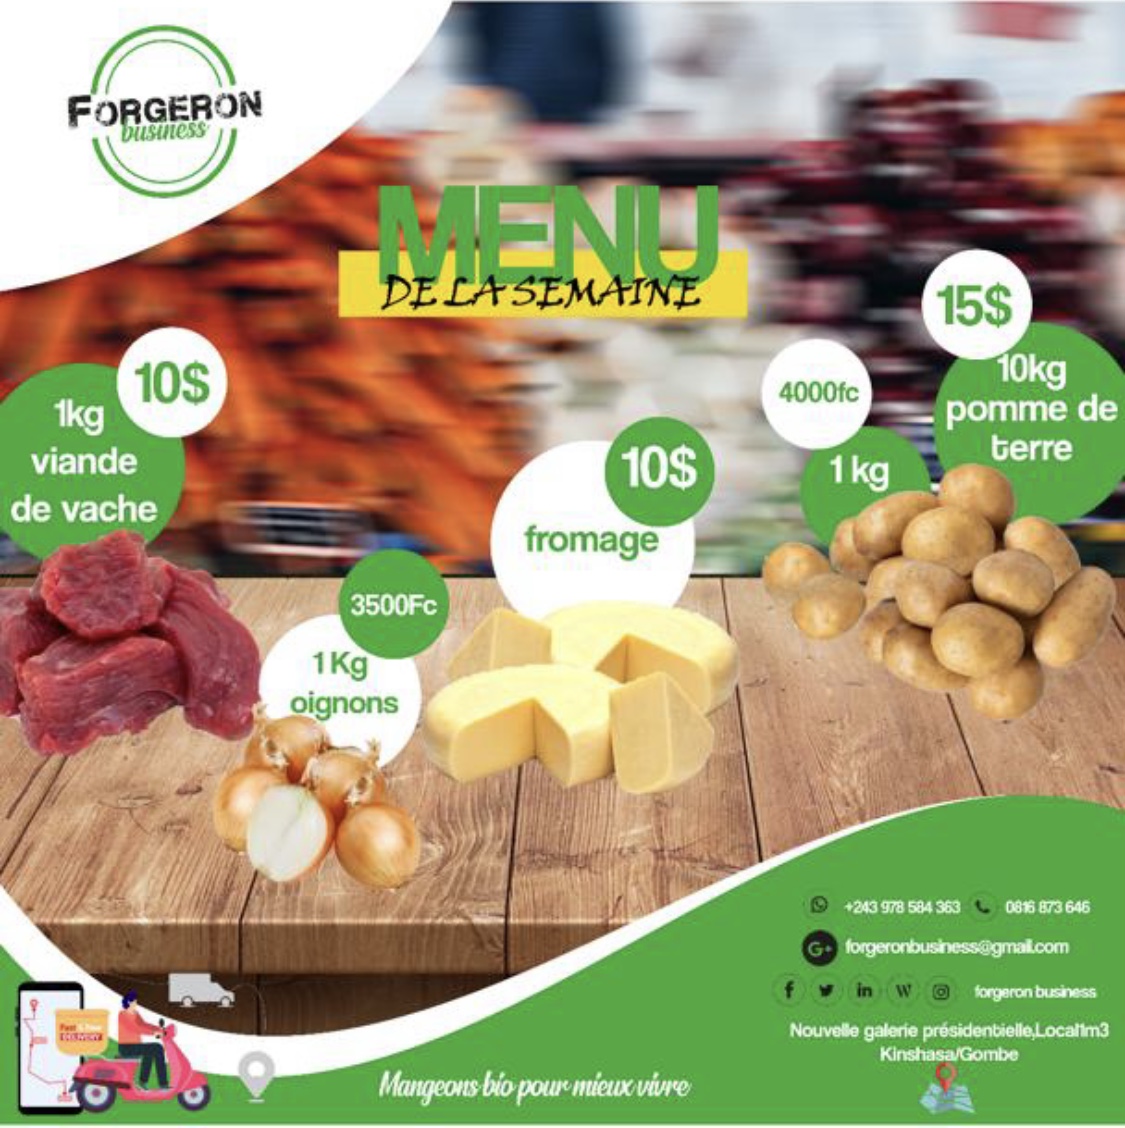 FORGERON
business
MENU
DE LA SEMAINE
10$
1kg
viande
de vache
3500Fc
1 Kg
oignons
10$
fromage
4000fc
1 kg
15$
10kg
pomme de
terre
+243 978 584 363 0816 873 646
G+ forgeronbusiness@gmail.com
forgeron business
Nouvelle galerie présidentielle,Local1m3
Kinshasa/Gombe
DELIVERY
Mangeons bio pour mieux vivre